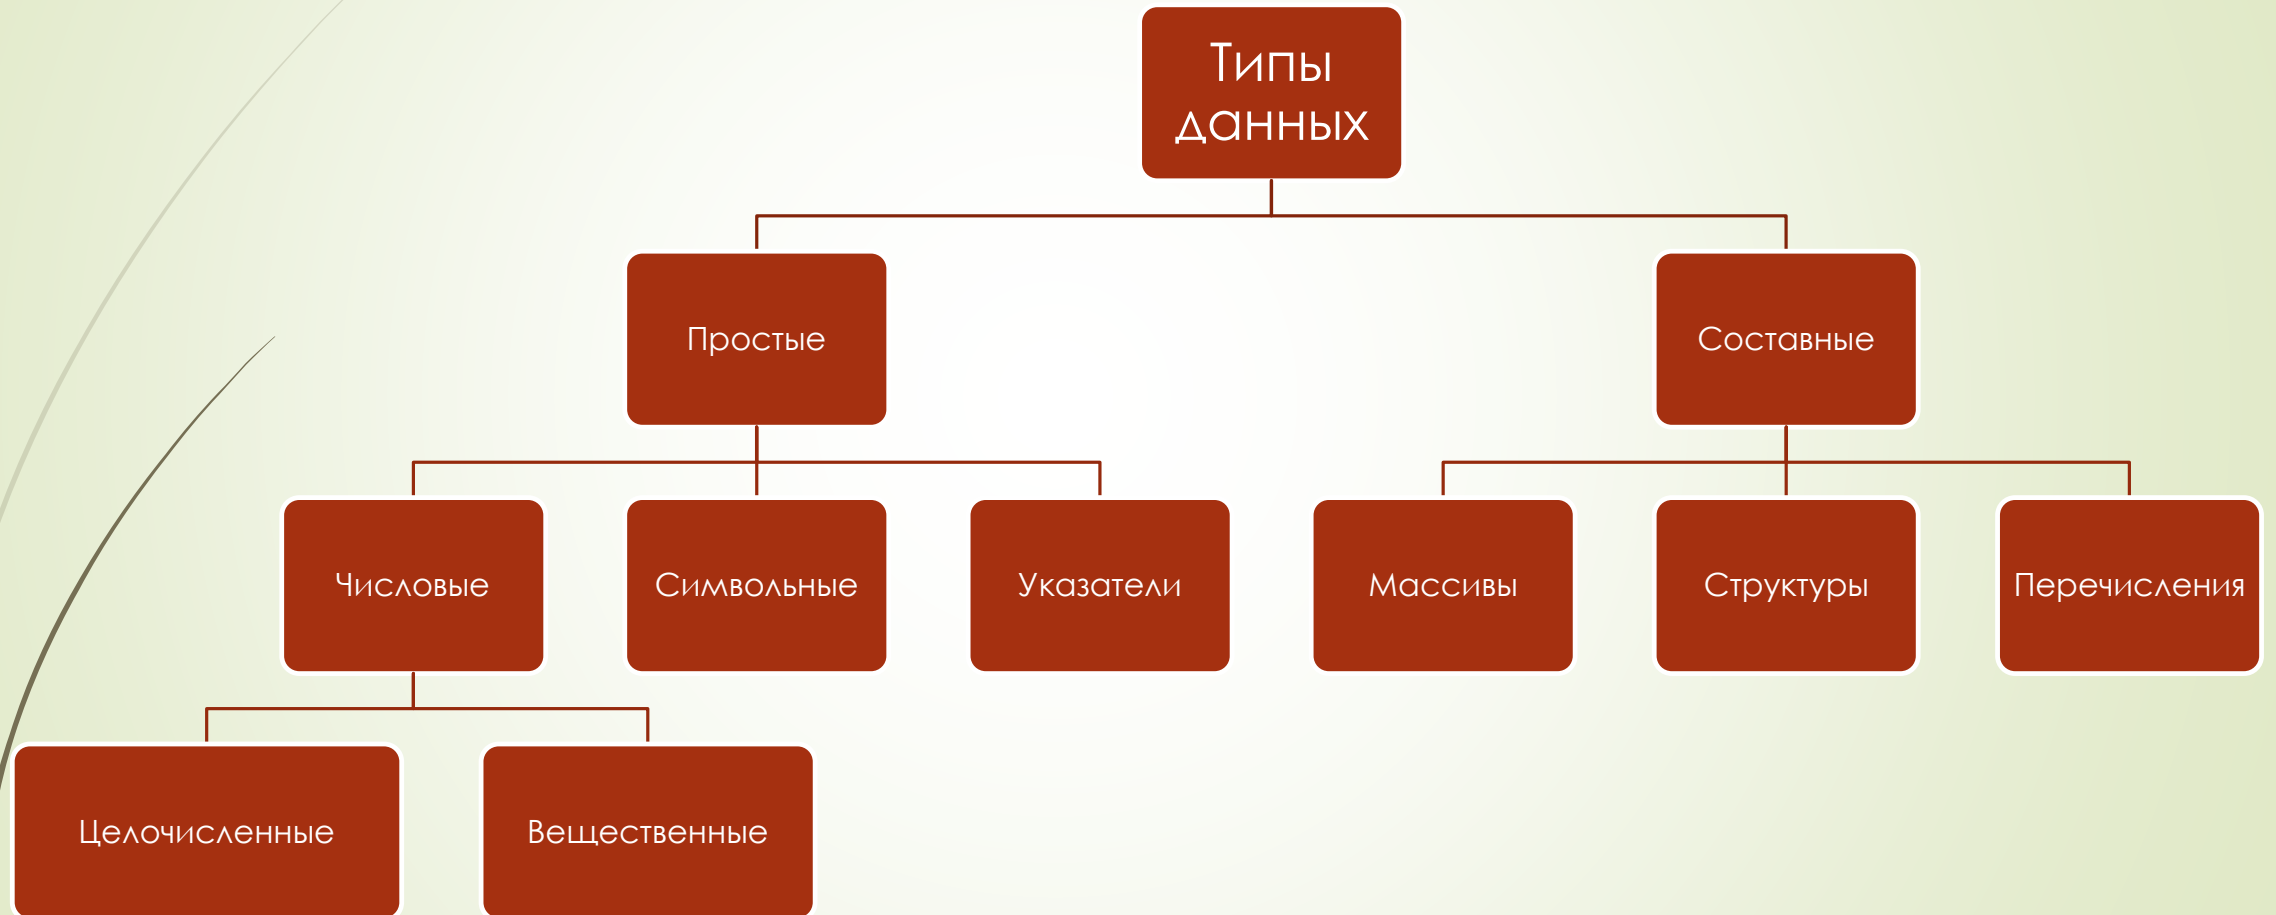 Типы
данных
Простые
Составные
Числовые
Символьные
Указатели
Массивы
Структуры
Перечисления
Целочисленные
Вещественные